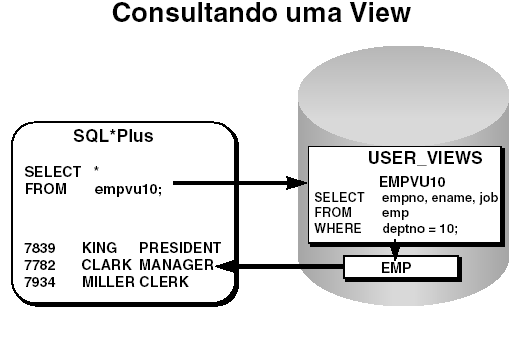 Consultando uma View
SQL*Plus
SELECT *
FROM empvu10;
7839 KING PRESIDENT
7782 CLARK MANAGER
7934 MILLER CLERK
USER_VIEWS
EMPVU10
SELECT empno, ename, job
FROM emp
WHERE deptno = 10;
EMP